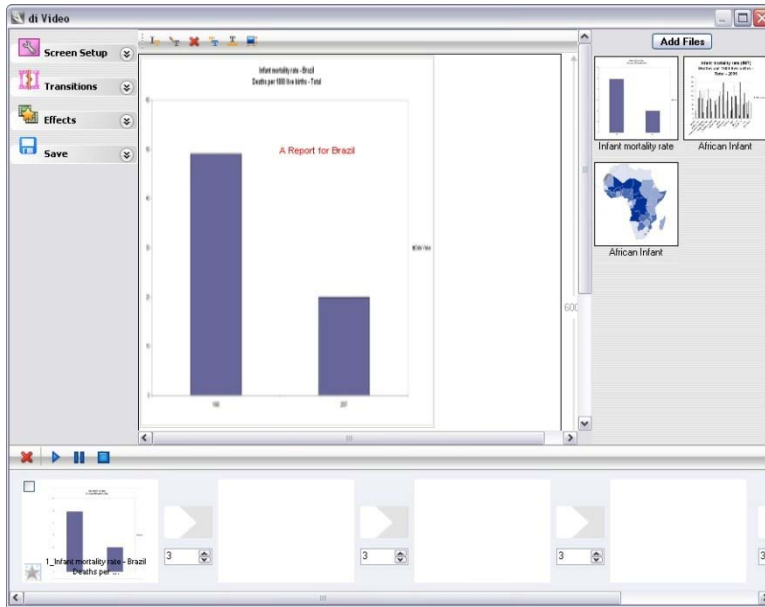 di Video
Screen Setup
Transitions
Effects
Save
Infant mortality rate - Brazil
Deaths per 1000 live births - Total
A Report for Brazil
600
Add Files
Infant mortality rate
African Infant
African Infant
1_Infant mortality rate - Brazil
Deaths per ...
3
3
3